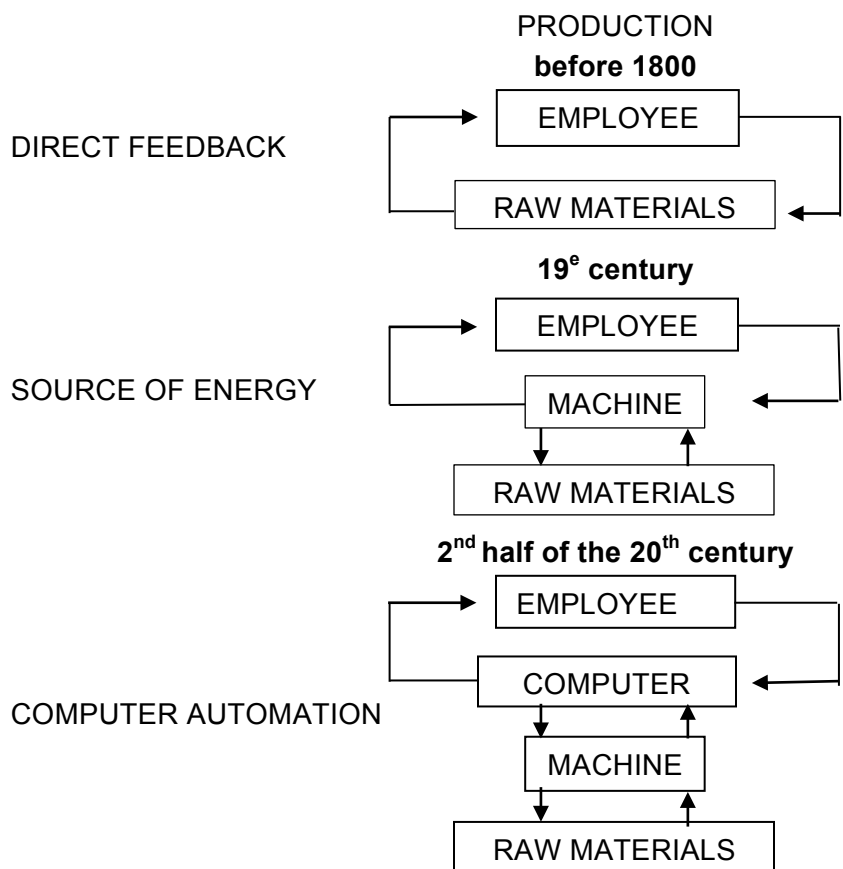 PRODUCTION
before 1800
EMPLOYEE
DIRECT FEEDBACK
RAW MATERIALS
19e century
EMPLOYEE
SOURCE OF ENERGY
MACHINE
RAW MATERIALS
2nd half of the 20th century
EMPLOYEE
COMPUTER
COMPUTER AUTOMATION
MACHINE
RAW MATERIALS